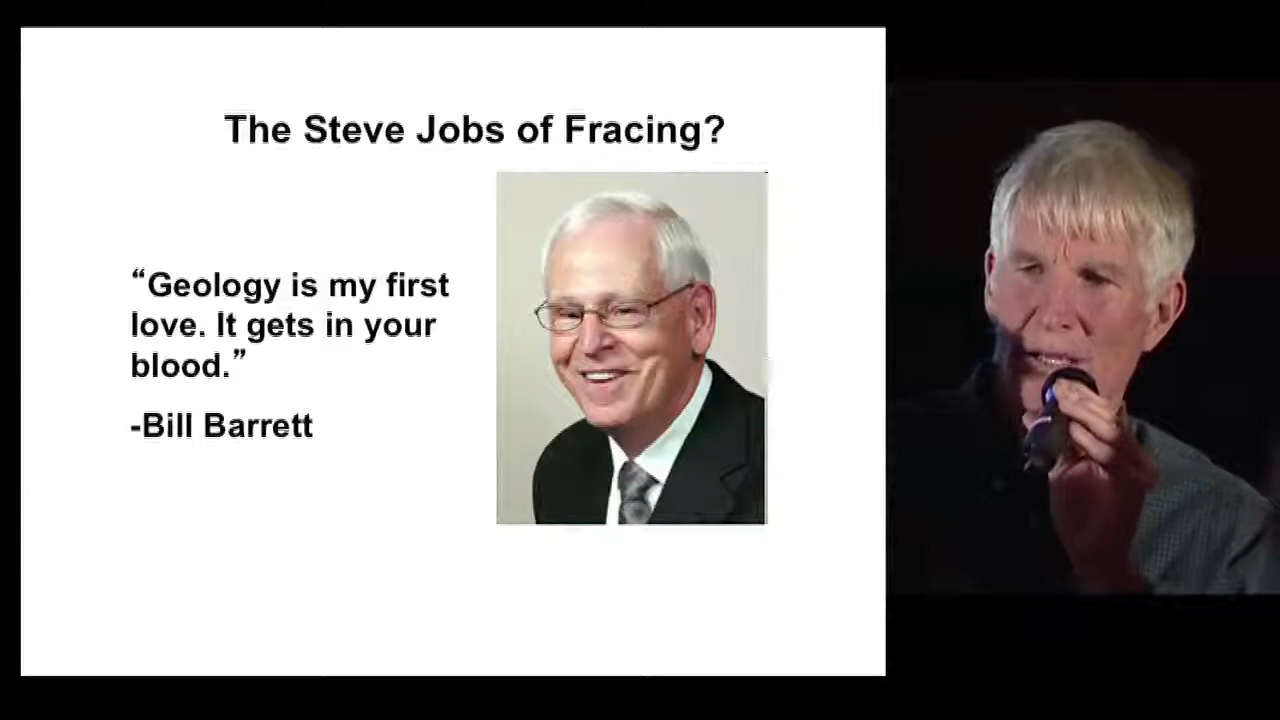 The Steve Jobs of Fracing?
“Geology is my first
love. It gets in your
blood.”
-Bill Barrett